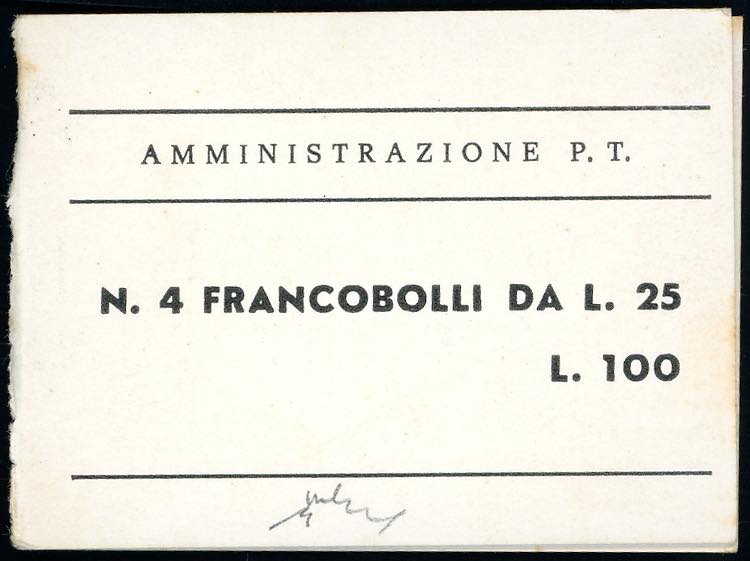 AMMINISTRAZIONE P. T.
N. 4 FRANCOBOLLI DA L. 25
L. 100